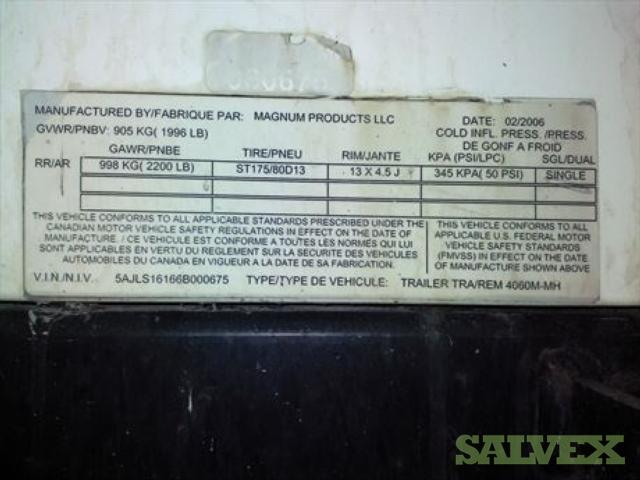 000675
MANUFACTURED BY/FABRIQUE PAR: MAGNUM PRODUCTS LLC DATE: 02/2006
GVWR/PNBV: 905 KG( 1996 LB) COLD INFL. PRESS. /PRESS.
DE GONF A FROID
GAWR/PNBE TIRE/PNEU RIM/JANTE KPA (PSI/LPC) SGL/DUAL
RR/AR 998 KG( 2200 LB) ST175/80D13 13 X 4.5 J 345 KPA( 50 PSI) SINGLE
THIS VEHICLE CONFORMS TO ALL APPLICABLE STANDARDS PRESCRIBED UNDER THE
CANADIAN MOTOR VEHICLE SAFETY REGULATIONS IN EFFECT ON THE DATE OF
MANUFACTURE. / CE VEHICULE EST CONFORME A TOUTES LES NORMES QUI LUI
SONT APPLICABLES EN VERTU DU REGLEMENT SUR LA SECURITE DES VEHICULES
AUTOMOBILES DU CANADA EN VIGUEUR A LA DATE DE SA FABRICATION.
THIS VEHICLE CONFORMS TO ALL
APPLICABLE U.S. FEDERAL MOTOR
VEHICLE SAFETY STANDARDS
(FMVSS) IN EFFECT ON THE DATE
OF MANUFACTURE SHOWN ABOVE
V.I.N./N.I.V. 5AJLS16166B000675 TYPE/TYPE DE VEHICULE: TRAILER TRA/REM 4060M-MH
SALVEX